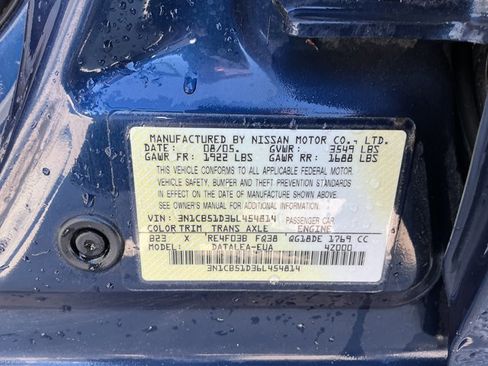 MANUFACTURED BY NISSAN MOTOR CO., LTD.
DATE: 08/05. GVWR: 3549 LBS
GAWR FR: 1922 LBS GAWR RR: 1688 LBS
THIS VEHICLE CONFORMS TO ALL APPLICABLE FEDERAL MOTOR
VEHICLE SAFETY, BUMPER AND THEFT PREVENTION STANDARDS
IN EFFECT ON THE DATE OF MANUFACTURE SHOWN ABOVE.
SEE OWNER'S MANUAL FOR ADDITIONAL INFORMATION.
VIN: 3N1CB51D36L454814 PASSENGER CAR
COLOR TRIM TRANS AXLE ENGINE
B23 X RE4F03B FQ38 QG18DE 1769 CC
MODEL: DATALEA-EUA 4Z000
3N1CB51D36L454814